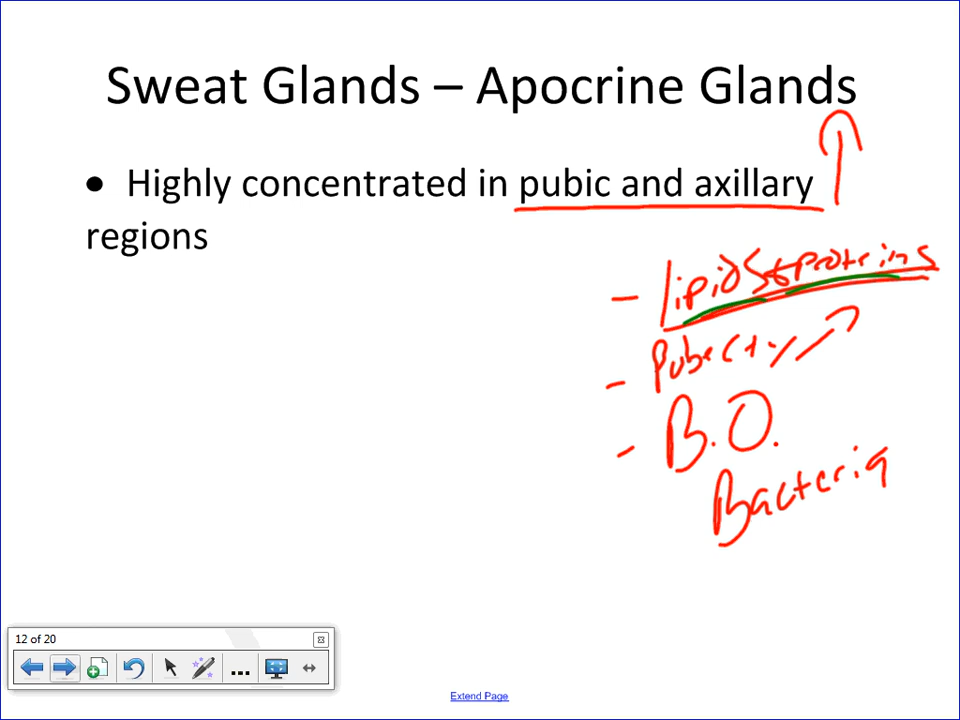 Sweat Glands – Apocrine Glands
• Highly concentrated in pubic and axillary
regions
- lipids + proteins
- Puberty
- B.O.
Bacteria
12 of 20
...
Extend Page